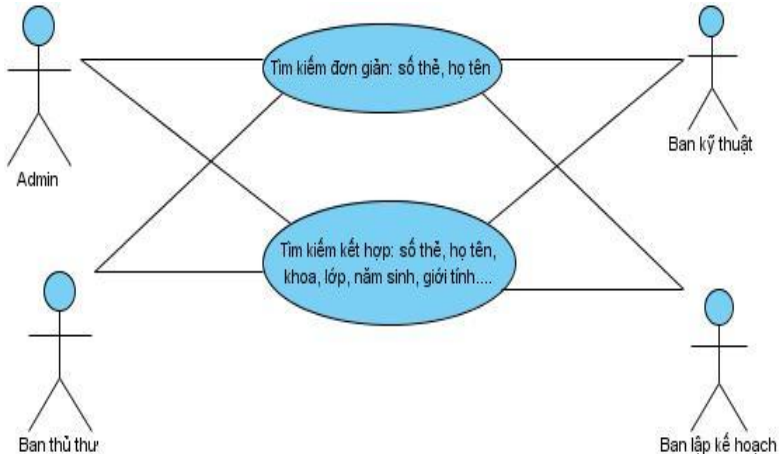 Tìm kiếm đơn giản: số thẻ, họ tên
Admin
Ban kỹ thuật
Tìm kiếm kết hợp: số thẻ, họ tên,
khoa, lớp, năm sinh, giới tính....
Ban thủ thư
Ban lập kế hoạch